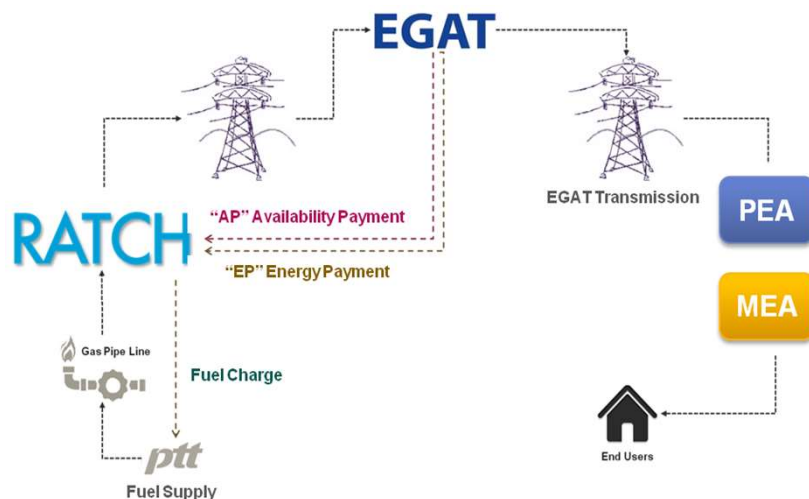 EGAT
EGAT Transmission
"AP" Availability Payment
RATCH
"EP" Energy Payment
PEA
MEA
Gas Pipe Line
Fuel Charge
ptt
Fuel Supply
End Users